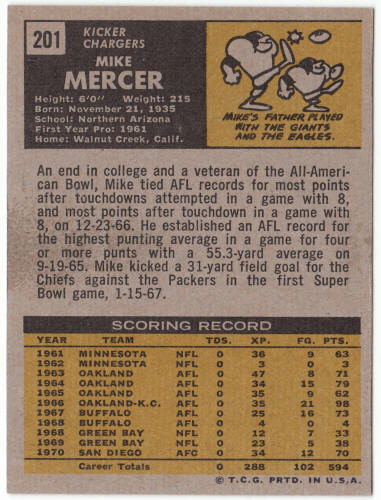 201
KICKER
CHARGERS
MIKE
MERCER
Height: 6'0" Weight: 215
Born: November 21, 1935
School: Northern Arizona
First Year Pro: 1961
Home: Walnut Creek, Calif.
MIKE'S FATHER PLAYED
WITH THE GIANTS
AND THE EAGLES.
An end in college and a veteran of the All-Ameri-
can Bowl, Mike tied AFL records for most points
after touchdowns attempted in a game with 8,
and most points after touchdown in a game with
8, on 12-23-66. He established an AFL record for
the highest punting average in a game for four
or more punts with a 55.3-yard average on
9-19-65. Mike kicked a 31-yard field goal for the
Chiefs against the Packers in the first Super
Bowl game, 1-15-67.
SCORING RECORD
YEAR TEAM TDS. XP. FG. PTS.
1961 MINNESOTA NFL 0 36 9 63
1962 MINNESOTA NFL 0 3 0 3
1963 OAKLAND AFL 0 47 8 71
1964 OAKLAND AFL 0 34 15 79
1965 OAKLAND AFL 0 35 9 62
1966 OAKLAND-K.C. AFL 0 35 21 98
1967 BUFFALO AFL 0 25 16 73
1968 BUFFALO AFL 0 4 0 4
1968 GREEN BAY NFL 0 12 7 33
1969 GREEN BAY NFL 0 23 5 38
1970 SAN DIEGO AFC 0 34 12 70
Career Totals 0 288 102 594
© T.C.G. PRTD. IN U.S.A.